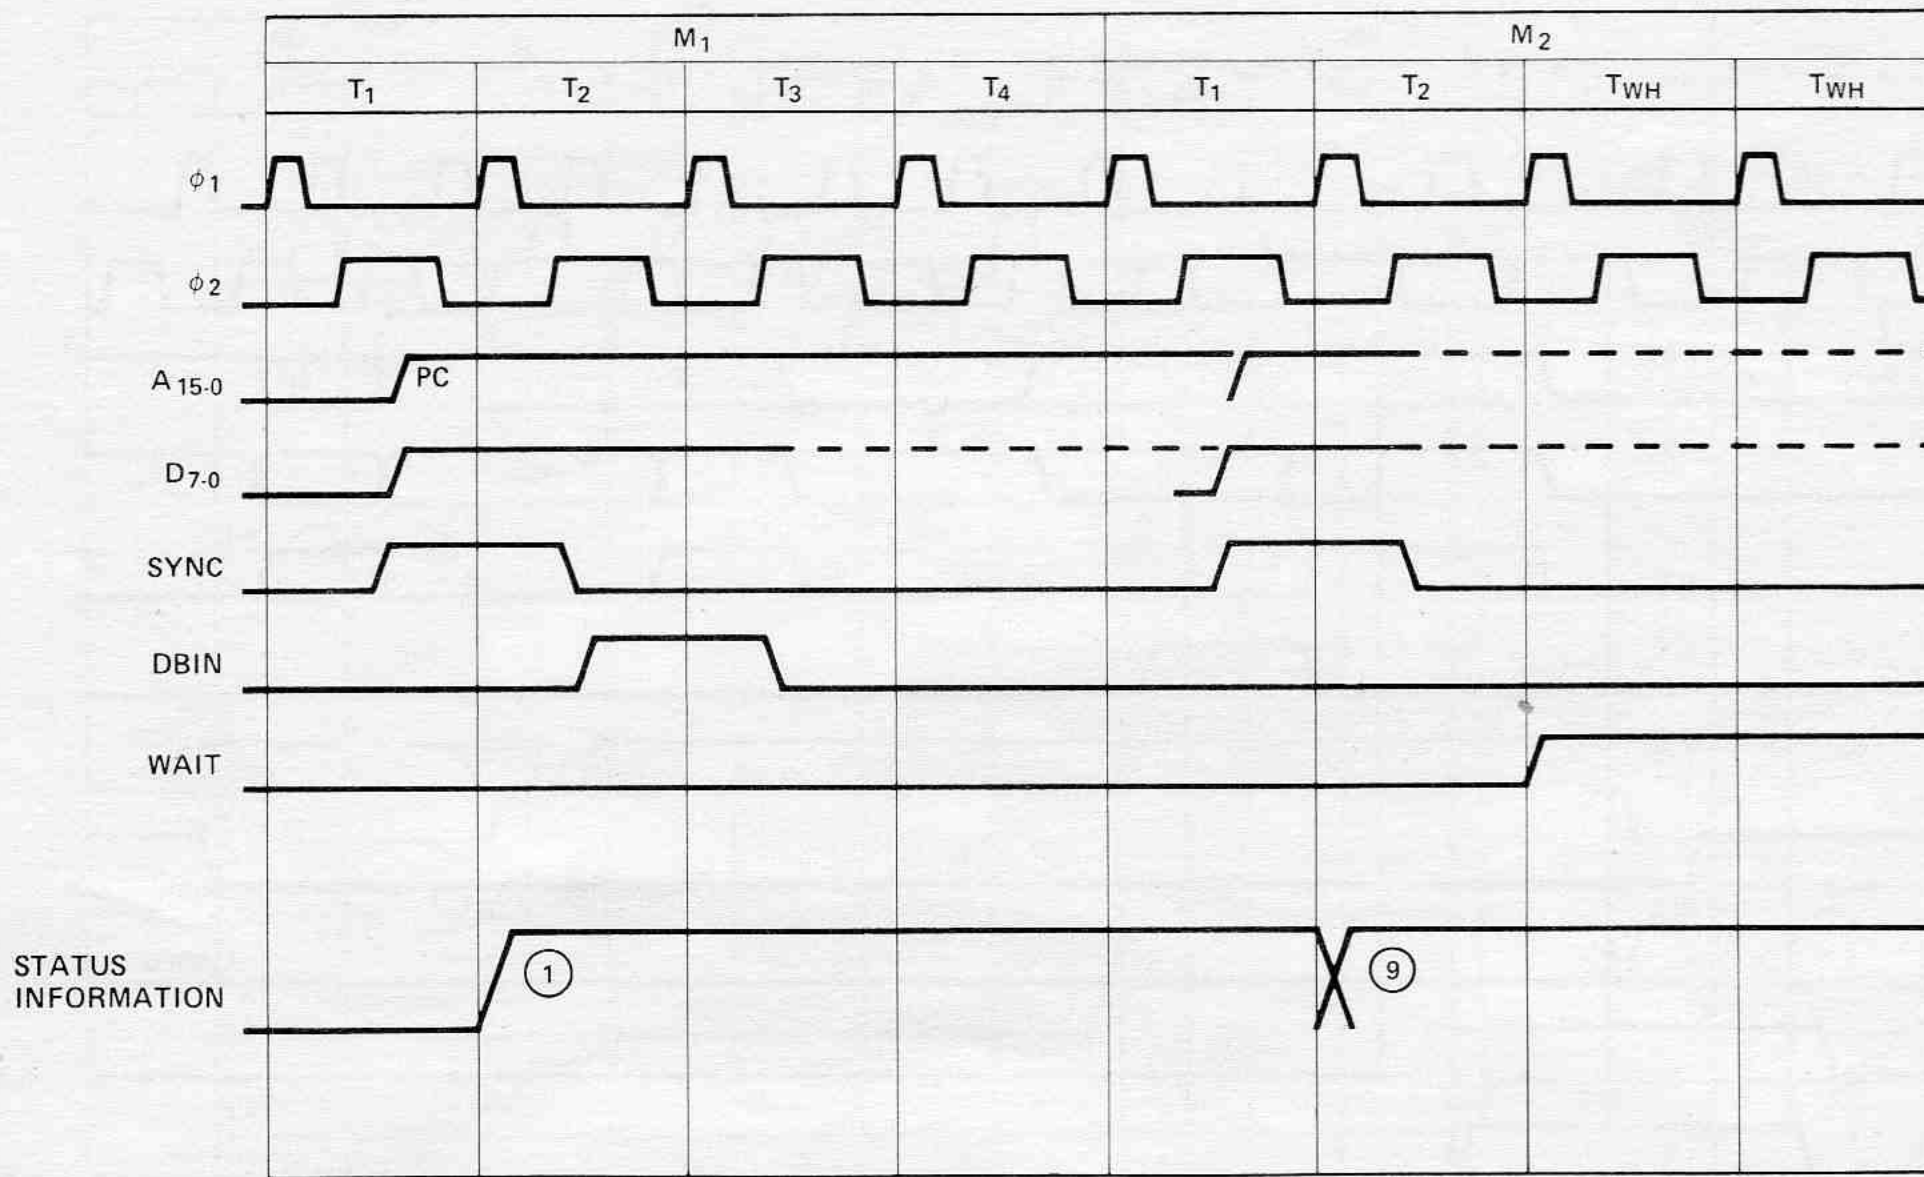 M1 M2
T1 T2 T3 T4 T1 T2 TWH TWH
ϕ1
ϕ2
A15-0 PC
D7-0
SYNC
DBIN
WAIT
STATUS
INFORMATION
1 9